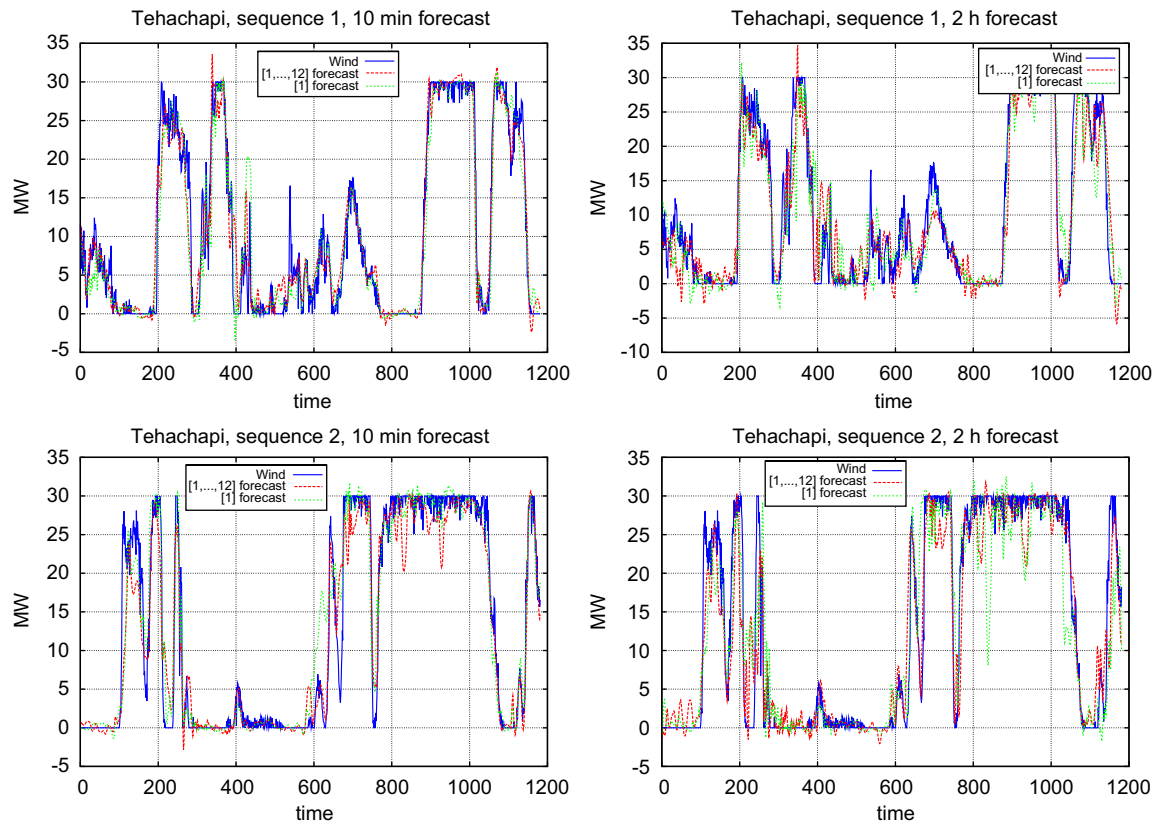 Tehachapi, sequence 1, 10 min forecast
35
30
25
20
15
10
5
0
-5
MW
Wind
[1,...,12] forecast
[1] forecast
0 200 400 600 800 1000 1200
time
Tehachapi, sequence 1, 2 h forecast
35
30
25
20
15
10
5
0
-5
-10
MW
Wind
[1,...,12] forecast
[1] forecast
0 200 400 600 800 1000 1200
time
Tehachapi, sequence 2, 10 min forecast
35
30
25
20
15
10
5
0
-5
MW
Wind
[1,...,12] forecast
[1] forecast
0 200 400 600 800 1000 1200
time
Tehachapi, sequence 2, 2 h forecast
35
30
25
20
15
10
5
0
-5
MW
Wind
[1,...,12] forecast
[1] forecast
0 200 400 600 800 1000 1200
time